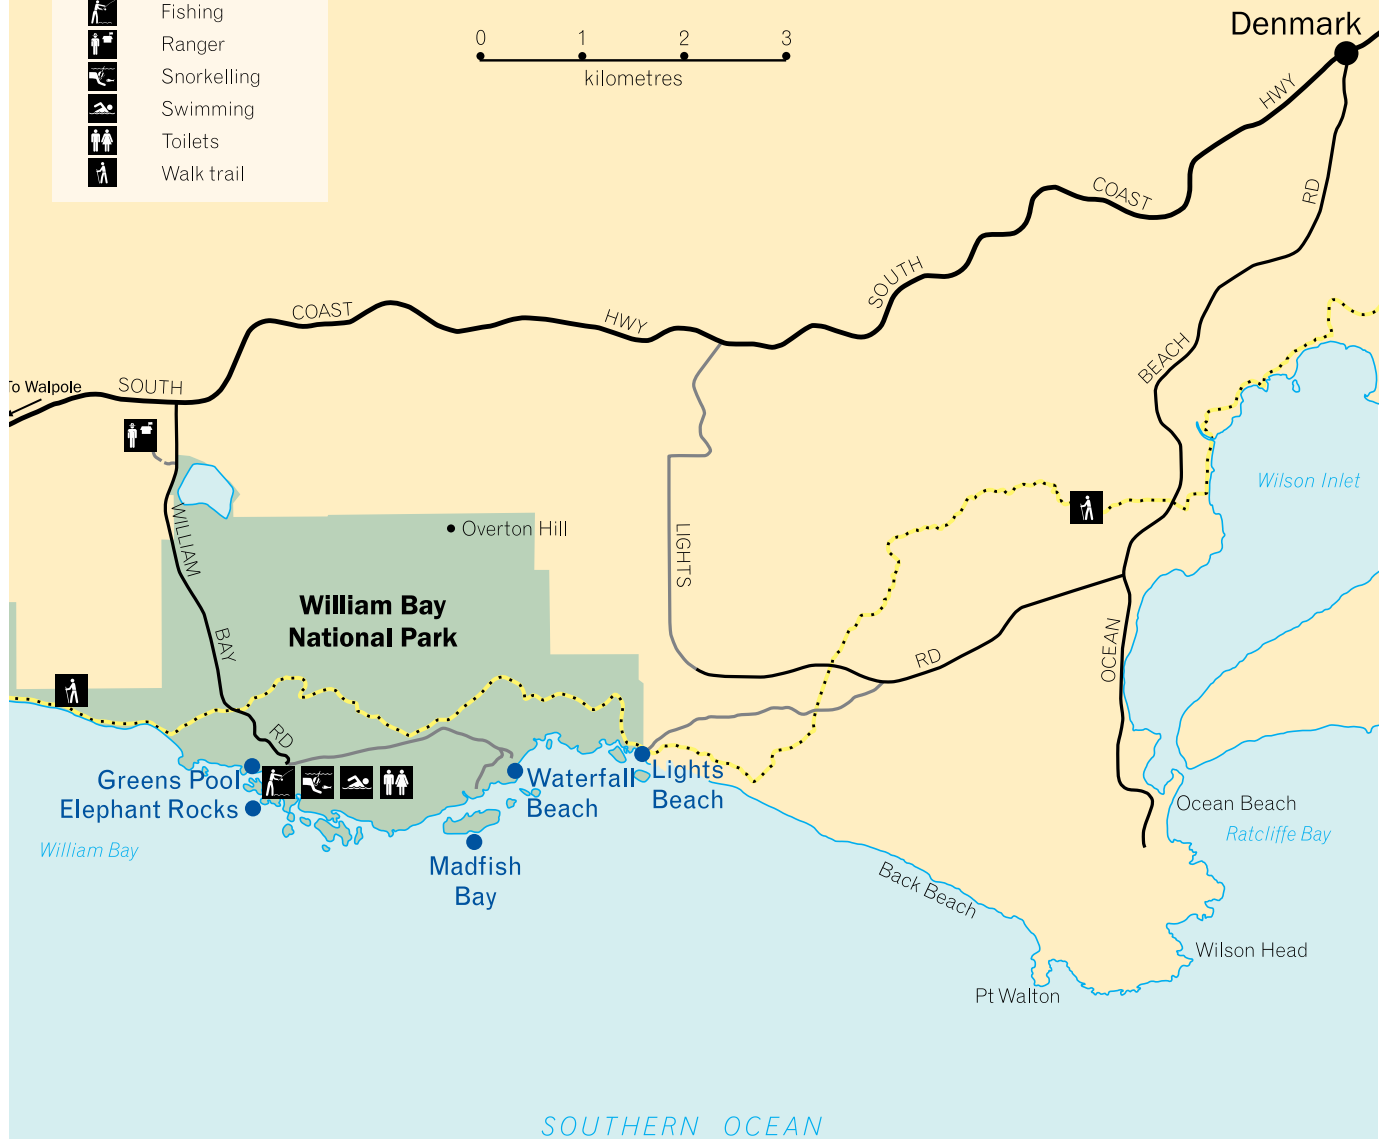 Fishing
Ranger
Snorkelling
Swimming
Toilets
Walk trail
0 1 2 3
kilometres
Denmark
HWY
COAST
SOUTH
RD
BEACH
OCEAN
COAST
HWY
To Walpole
SOUTH
WILLIAM
BAY
RD
Overton Hill
William Bay
National Park
LIGHTS
RD
Wilson Inlet
Greens Pool
Elephant Rocks
William Bay
Waterfall
Beach
Lights
Beach
Madfish
Bay
Ocean Beach
Ratcliffe Bay
Back Beach
Wilson Head
Pt Walton
SOUTHERN OCEAN